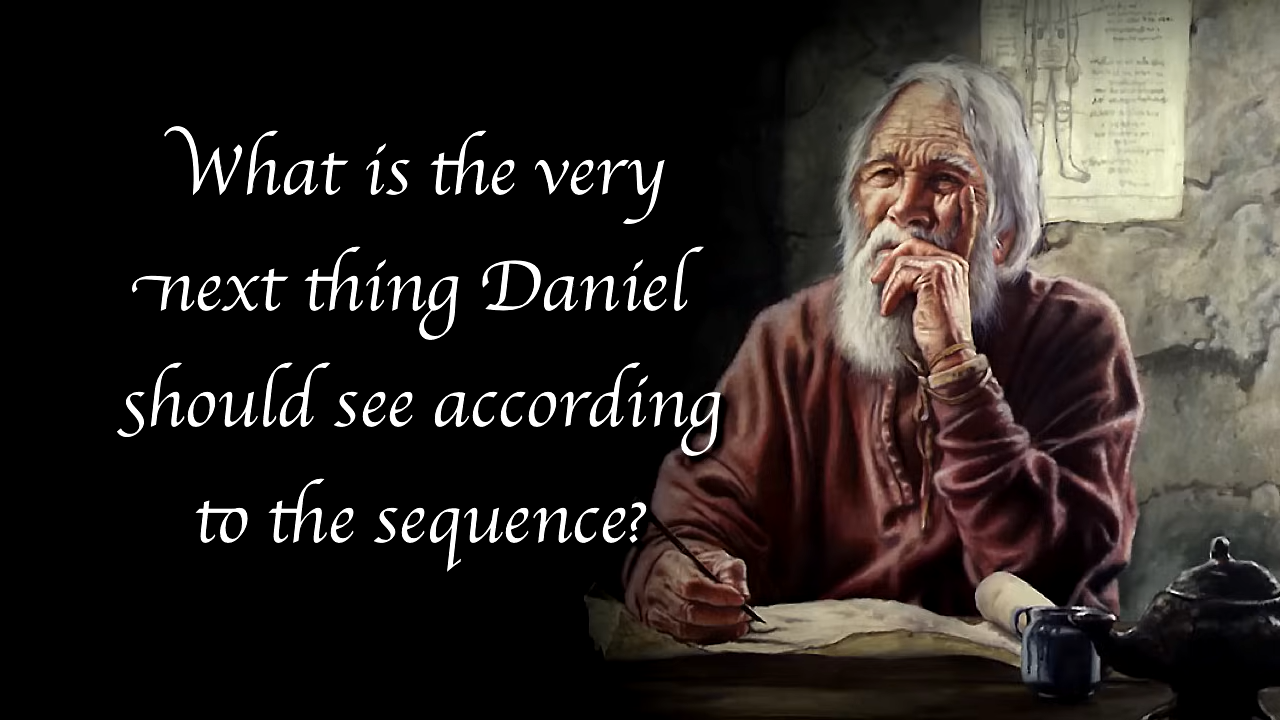 What is the very
next thing Daniel
should see according
to the sequence?